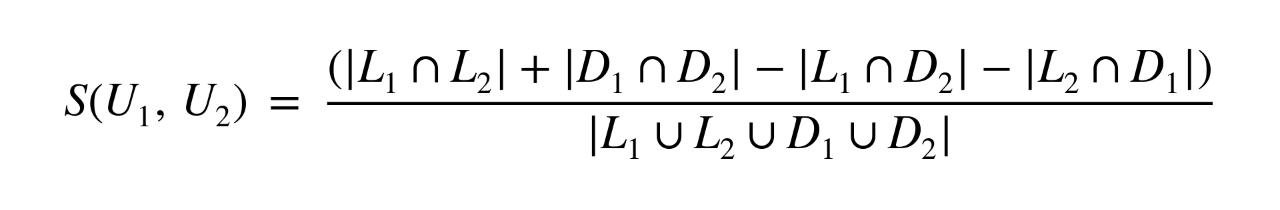 S(U₁, U₂) = (|L₁ ∩ L₂| + |D₁ ∩ D₂| − |L₁ ∩ D₂| − |L₂ ∩ D₁|)
|L₁ ∪ L₂ ∪ D₁ ∪ D₂|